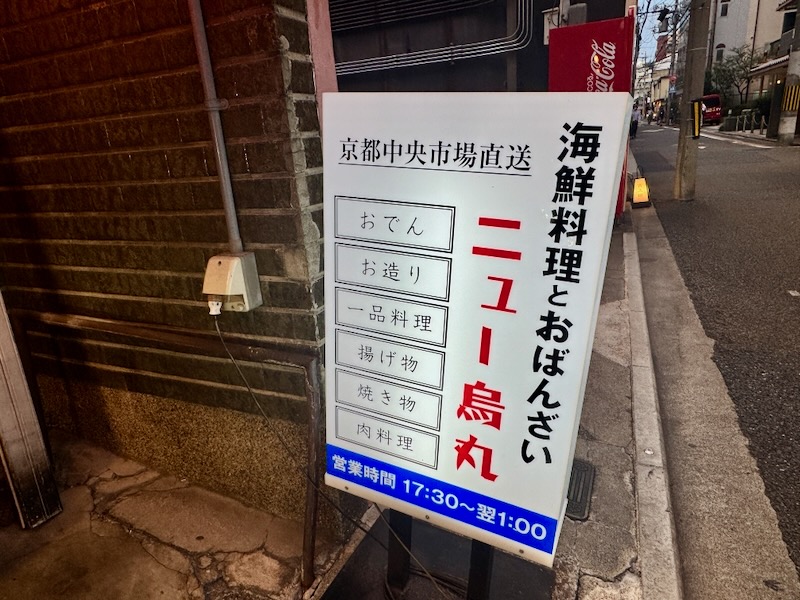 海鮮料理とおばんざい
ニュー烏丸
京都中央市場直送
おでん
お造り
一品料理
揚げ物
焼き物
肉料理
営業時間 17:30〜翌1:00
Coca-Cola